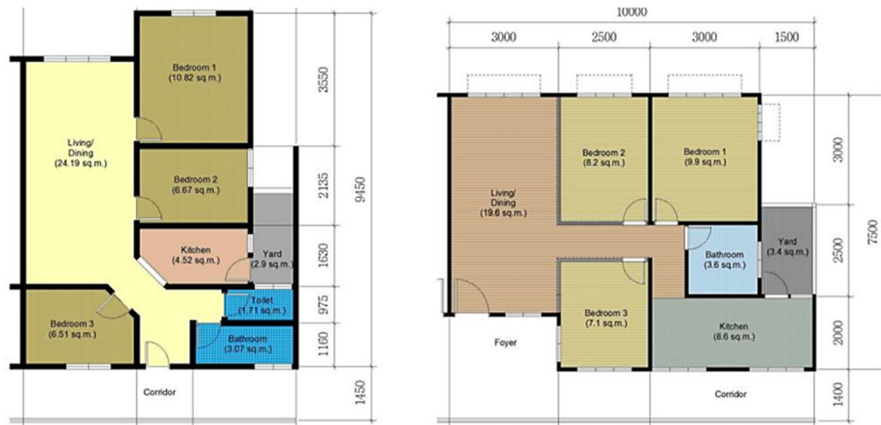 Bedroom 1
(10.82 sq.m.)
Living/
Dining
(24.19 sq.m.)
Bedroom 2
(6.67 sq.m.)
Kitchen
(4.52 sq.m.)
Yard
(2.9 sq.m.)
Toilet
(1.71 sq.m.)
Bedroom 3
(6.51 sq.m.)
Bathroom
(3.07 sq.m.)
Corridor
3550
2135
1630
975
1160
9450
1450
10000
3000
2500
3000
1500
Bedroom 2
(8.2 sq.m.)
Bedroom 1
(9.9 sq.m.)
Living/
Dining
(19.6 sq.m.)
Bathroom
(3.6 sq.m.)
Yard
(3.4 sq.m.)
Bedroom 3
(7.1 sq.m.)
Kitchen
(8.6 sq.m.)
Foyer
Corridor
3000
2500
2000
7500
1400